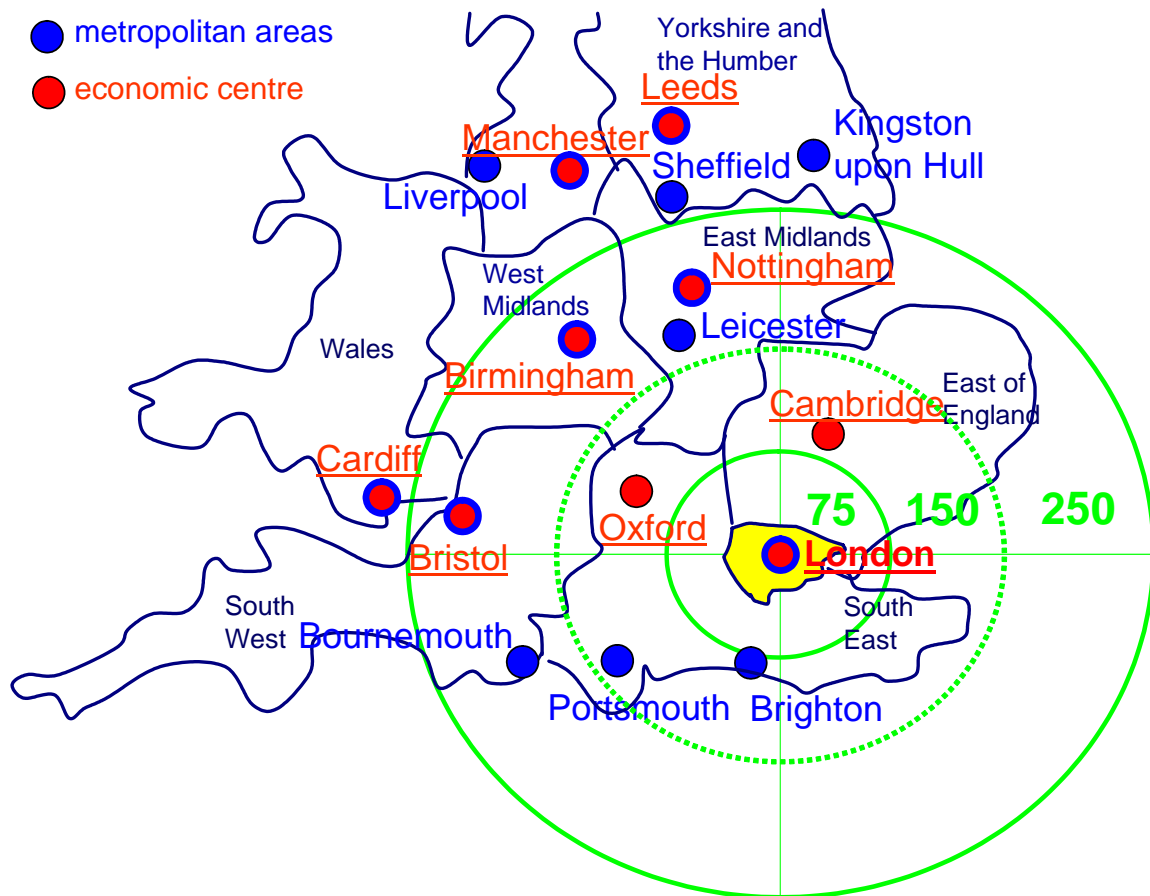 metropolitan areas
economic centre
Yorkshire and
the Humber
Leeds
Manchester
Kingston
upon Hull
Sheffield
Liverpool
East Midlands
Nottingham
West
Midlands
Leicester
Wales
Birmingham
East of
England
Cambridge
Cardiff
75 150 250
Oxford
Bristol
London
South
West
South
East
Bournemouth
Portsmouth
Brighton